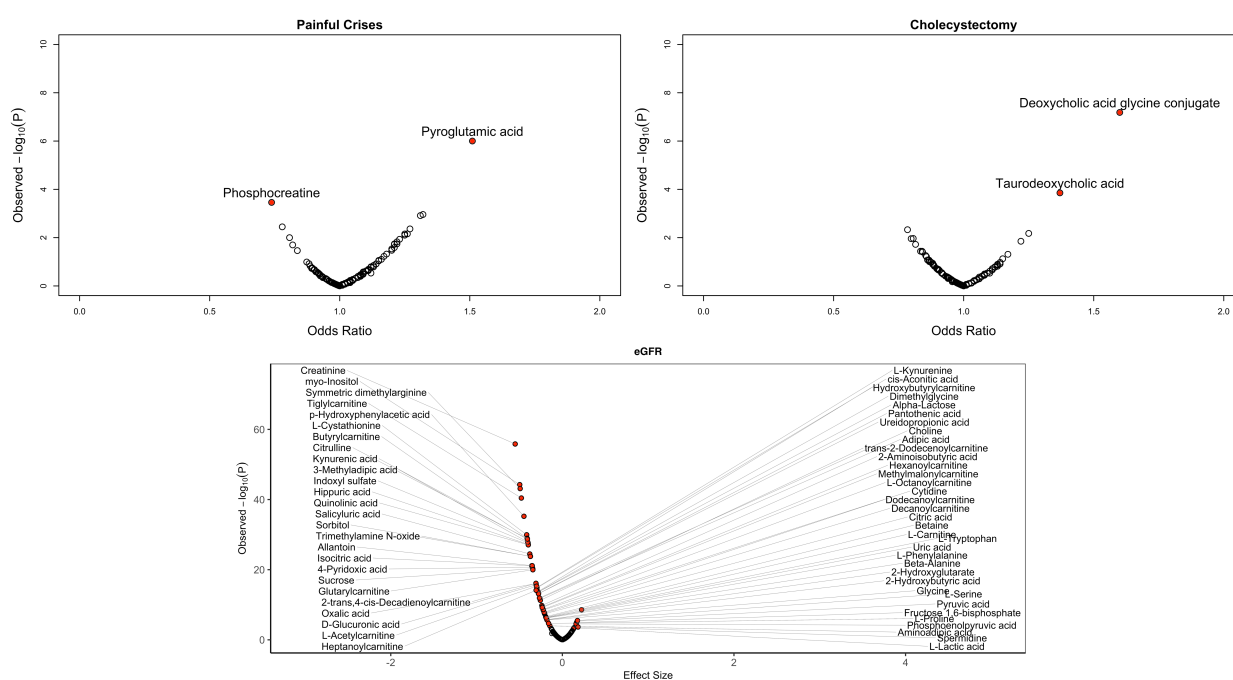 Painful Crises
10
8
6
4
2
0
Observed −log10(P)
Pyroglutamic acid
Phosphocreatine
0.0 0.5 1.0 1.5 2.0
Odds Ratio
Cholecystectomy
10
8
6
4
2
0
Observed −log10(P)
Deoxycholic acid glycine conjugate
Taurodeoxycholic acid
0.0 0.5 1.0 1.5 2.0
Odds Ratio
eGFR
60
40
20
0
Observed −log10(P)
Creatinine
myo-Inositol
Symmetric dimethylarginine
Tiglylcarnitine
p-Hydroxyphenylacetic acid
L-Cystathionine
Butyrylcarnitine
Citrulline
Kynurenic acid
3-Methyladipic acid
Indoxyl sulfate
Hippuric acid
Quinolinic acid
Salicyluric acid
Sorbitol
Trimethylamine N-oxide
Allantoin
Isocitric acid
4-Pyridoxic acid
Sucrose
Glutarylcarnitine
2-trans,4-cis-Decadienoylcarnitine
Oxalic acid
D-Glucuronic acid
L-Acetylcarnitine
Heptanoylcarnitine
L-Kynurenine
cis-Aconitic acid
Hydroxybutyrylcarnitine
Dimethylglycine
Alpha-Lactose
Pantothenic acid
Ureidopropionic acid
Choline
Adipic acid
trans-2-Dodecenoylcarnitine
2-Aminoisobutyric acid
Hexanoylcarnitine
Methylmalonylcarnitine
L-Octanoylcarnitine
Cytidine
Dodecanoylcarnitine
Decanoylcarnitine
Citric acid
Betaine
L-Carnitine
L-Tryptophan
Uric acid
L-Phenylalanine
Beta-Alanine
2-Hydroxyglutarate
2-Hydroxybutyric acid
Glycine
L-Serine
Pyruvic acid
Fructose 1,6-bisphosphate
L-Proline
Phosphoenolpyruvic acid
Aminoadipic acid
Spermidine
L-Lactic acid
-2 0 2 4
Effect Size